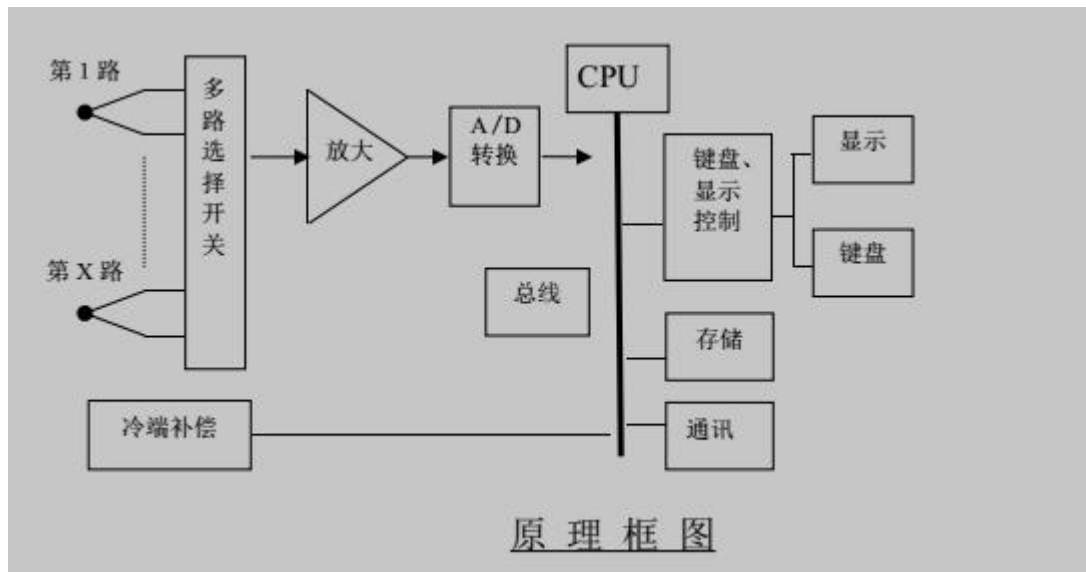 第 1 路
多路选择开关
放大
A/D
转换
CPU
键盘、
显示
控制
显示
键盘
第 X 路
总线
存储
冷端补偿
通讯
原 理 框 图